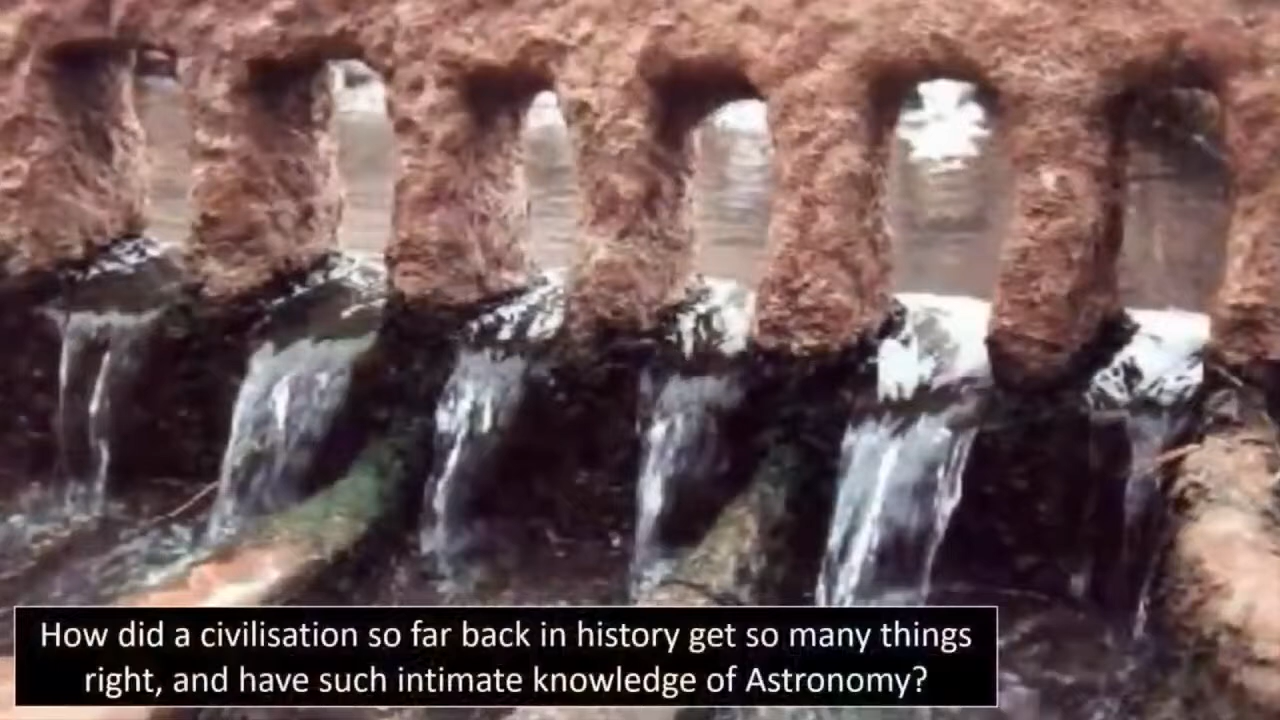 How did a civilisation so far back in history get so many things
right, and have such intimate knowledge of Astronomy?